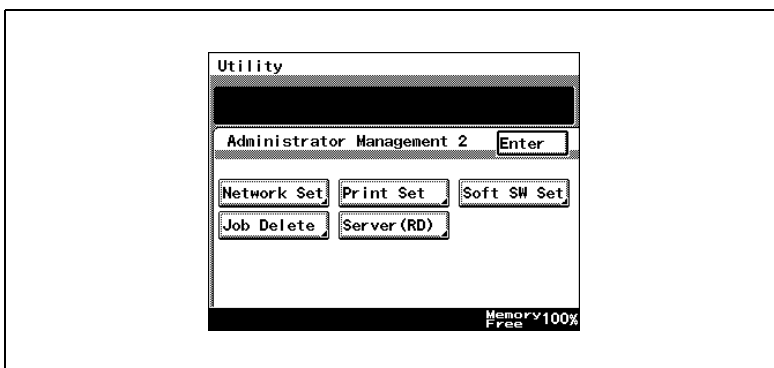 Utility
Administrator Management 2 Enter
Network Set Print Set Soft SW Set
Job Delete Server(RD)
Memory Free 100%